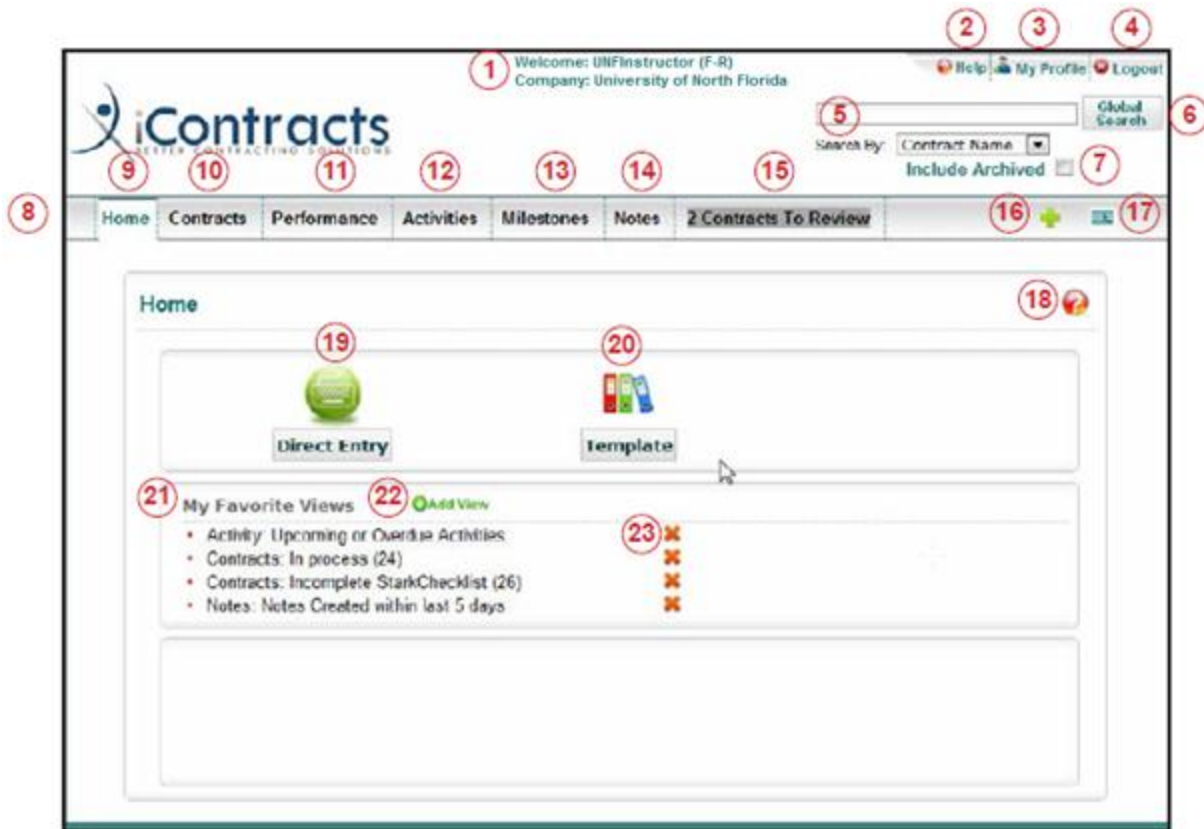 2 3 4
1 Welcome: UNFInstructor (F-R)
Company: University of North Florida
Help My Profile Logout
iContracts
BETTER CONTRACTING SOLUTIONS
5
Global Search 6
Search By: Contract Name
Include Archived 7
9 10 11 12 13 14 15
8 Home Contracts Performance Activities Milestones Notes 2 Contracts To Review 16 17
Home 18
19 20
Direct Entry Template
21 My Favorite Views 22 Add View
• Activity: Upcoming or Overdue Activities 23
• Contracts: In process (24)
• Contracts: Incomplete StarkChecklist (26)
• Notes: Notes Created within last 5 days